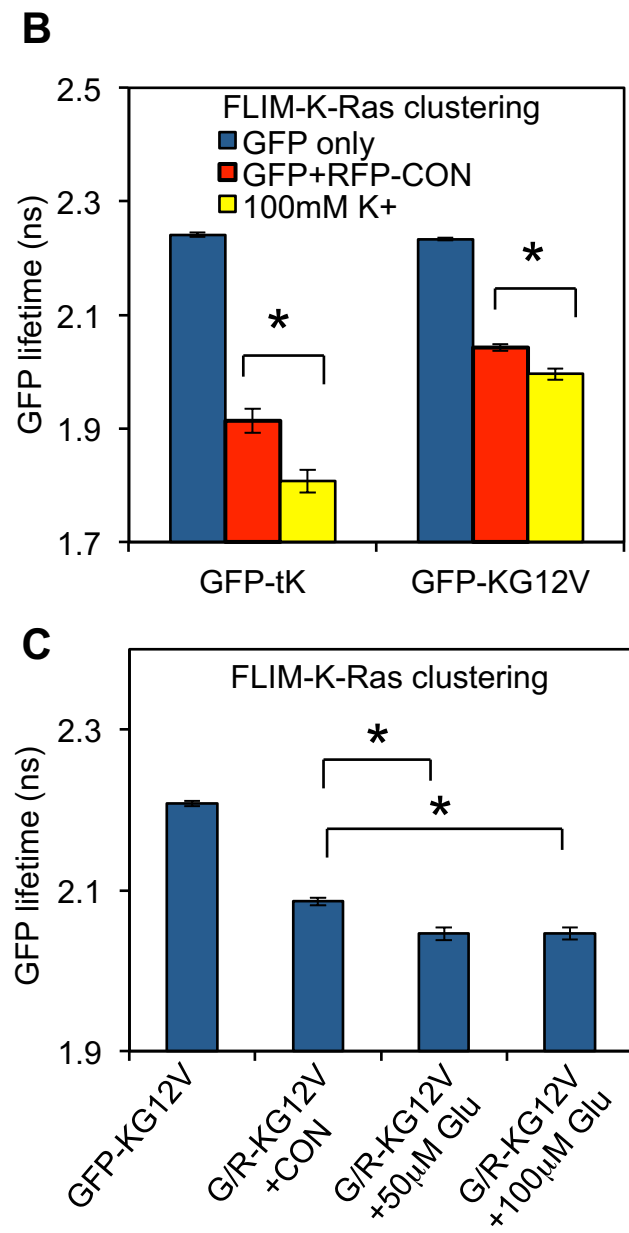 B
2.5
2.3
2.1
1.9
1.7
GFP lifetime (ns)
FLIM-K-Ras clustering
GFP only
GFP+RFP-CON
100mM K+
*
*
GFP-tK
GFP-KG12V
C
2.3
2.1
1.9
GFP lifetime (ns)
FLIM-K-Ras clustering
*
*
GFP-KG12V
G/R-KG12V
+CON
G/R-KG12V
+50μM Glu
G/R-KG12V
+100μM Glu